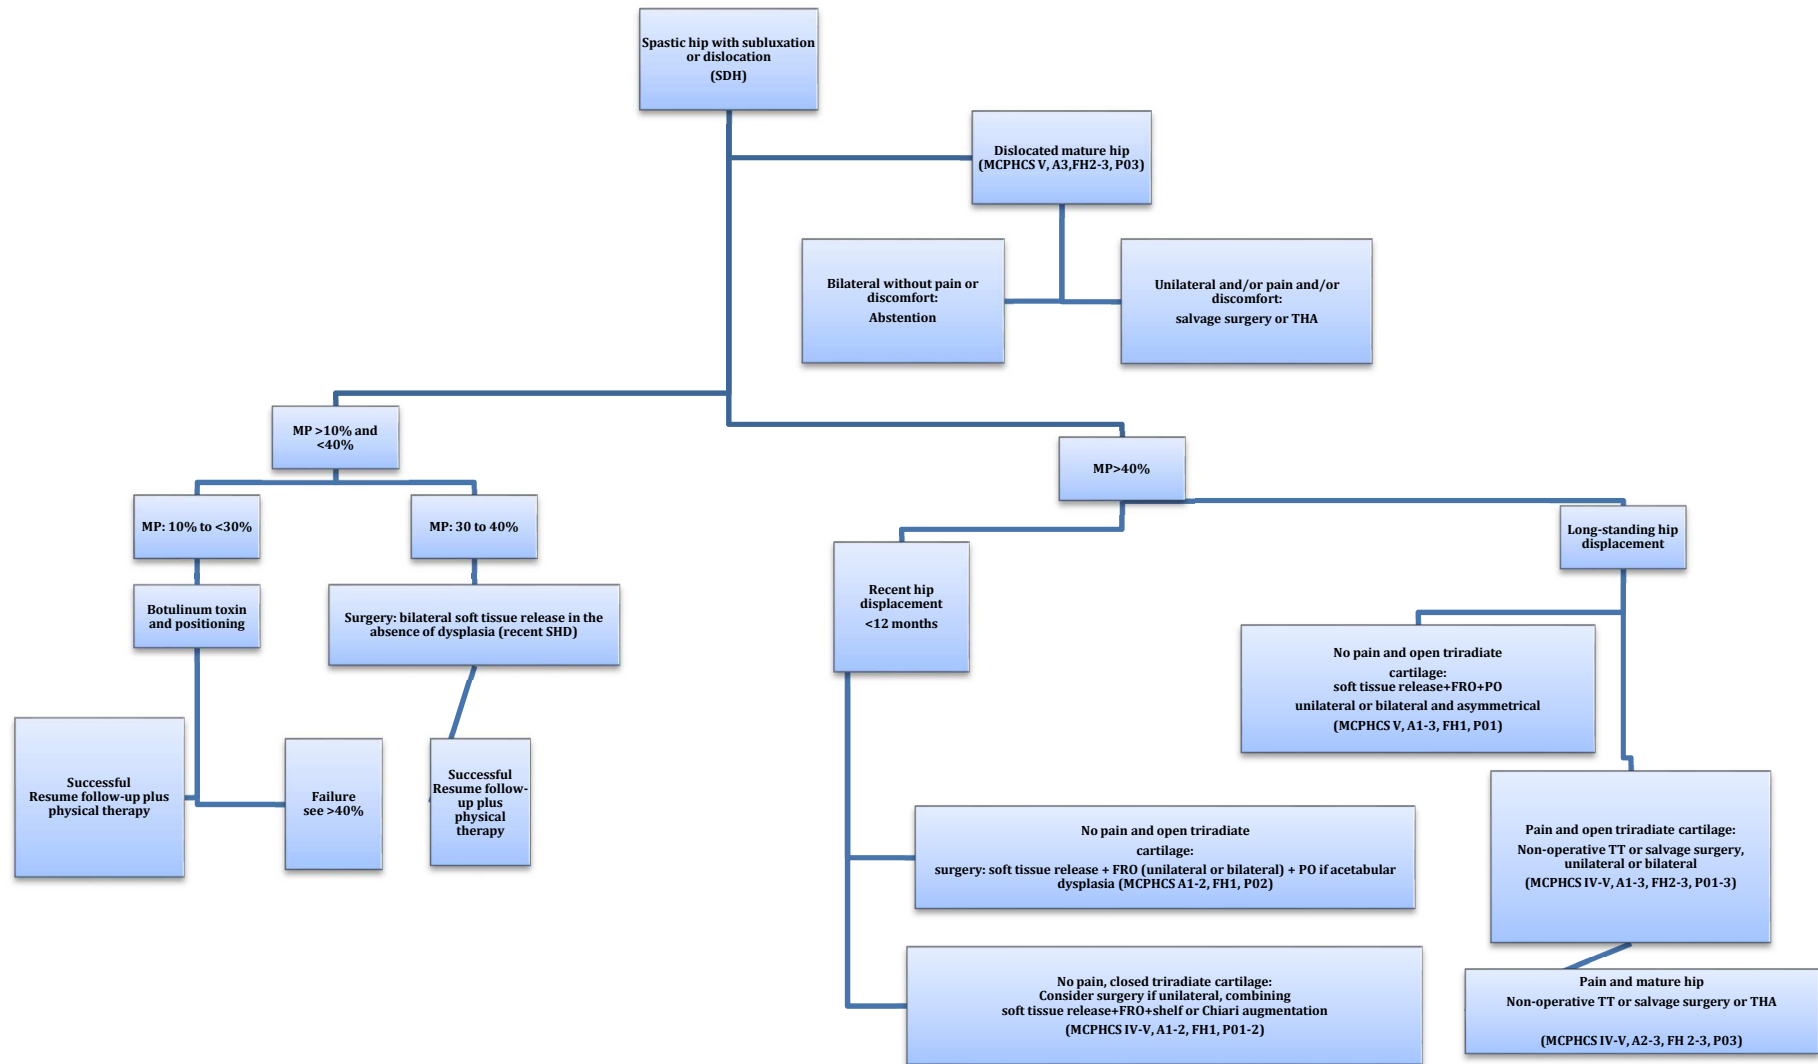 Spastic hip with subluxation
or dislocation
(SDH)
Dislocated mature hip
(MCPHCS V, A3,FH2-3, P03)
Bilateral without pain or
discomfort:
Abstention
Unilateral and/or pain and/or
discomfort:
salvage surgery or THA
MP >10% and
<40%
MP>40%
MP: 10% to <30%
MP: 30 to 40%
Long-standing hip
displacement
Botulinum toxin
and positioning
Surgery: bilateral soft tissue release in the
absence of dysplasia (recent SHD)
Recent hip
displacement
<12 months
No pain and open triradiate
cartilage:
soft tissue release+FRO+PO
unilateral or bilateral and asymmetrical
(MCPHCS V, A1-3, FH1, P01)
Successful
Resume follow-up plus
physical therapy
Failure
see >40%
Successful
Resume follow-
up plus
physical
therapy
No pain and open triradiate
cartilage:
surgery: soft tissue release + FRO (unilateral or bilateral) + PO if acetabular
dysplasia (MCPHCS A1-2, FH1, P02)
Pain and open triradiate cartilage:
Non-operative TT or salvage surgery,
unilateral or bilateral
(MCPHCS IV-V, A1-3, FH2-3, P01-3)
No pain, closed triradiate cartilage:
Consider surgery if unilateral, combining
soft tissue release+FRO+shelf or Chiari augmentation
(MCPHCS IV-V, A1-2, FH1, P01-2)
Pain and mature hip
Non-operative TT or salvage surgery or THA
(MCPHCS IV-V, A2-3, FH 2-3, P03)